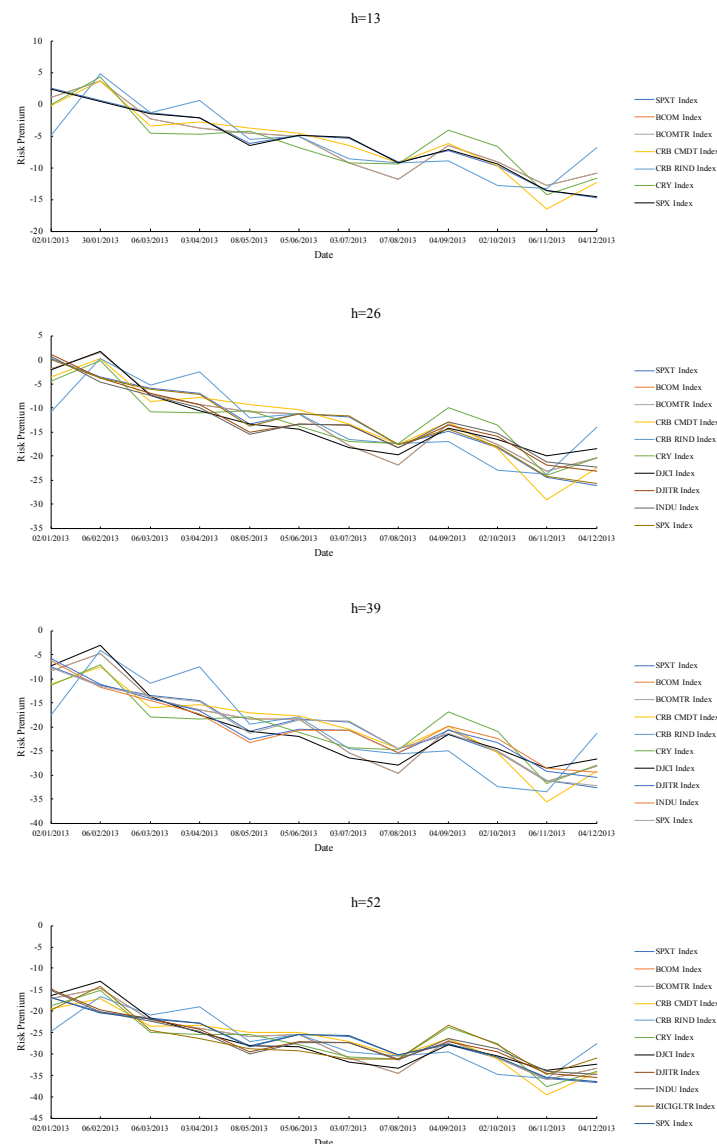 h=13
10
5
0
-5
-10
-15
-20
Risk Premium
02/01/2013 30/01/2013 06/03/2013 03/04/2013 08/05/2013 05/06/2013 03/07/2013 07/08/2013 04/09/2013 02/10/2013 06/11/2013 04/12/2013
Date
SPXT Index
BCOM Index
BCOMTR Index
CRB CMDT Index
CRB RIND Index
CRY Index
SPX Index
h=26
5
0
-5
-10
-15
-20
-25
-30
-35
Risk Premium
02/01/2013 06/02/2013 06/03/2013 03/04/2013 08/05/2013 05/06/2013 03/07/2013 07/08/2013 04/09/2013 02/10/2013 06/11/2013 04/12/2013
Date
SPXT Index
BCOM Index
BCOMTR Index
CRB CMDT Index
CRB RIND Index
CRY Index
DJCI Index
DJITR Index
INDU Index
SPX Index
h=39
0
-5
-10
-15
-20
-25
-30
-35
-40
Risk Premium
02/01/2013 06/02/2013 06/03/2013 03/04/2013 08/05/2013 05/06/2013 03/07/2013 07/08/2013 04/09/2013 02/10/2013 06/11/2013 04/12/2013
Date
SPXT Index
BCOM Index
BCOMTR Index
CRB CMDT Index
CRB RIND Index
CRY Index
DJCI Index
DJITR Index
INDU Index
SPX Index
h=52
0
-5
-10
-15
-20
-25
-30
-35
-40
-45
Risk Premium
02/01/2013 06/02/2013 06/03/2013 03/04/2013 08/05/2013 05/06/2013 03/07/2013 07/08/2013 04/09/2013 02/10/2013 06/11/2013 04/12/2013
Date
SPXT Index
BCOM Index
BCOMTR Index
CRB CMDT Index
CRB RIND Index
CRY Index
DJCI Index
DJITR Index
INDU Index
RICIGLTR Index
SPX Index